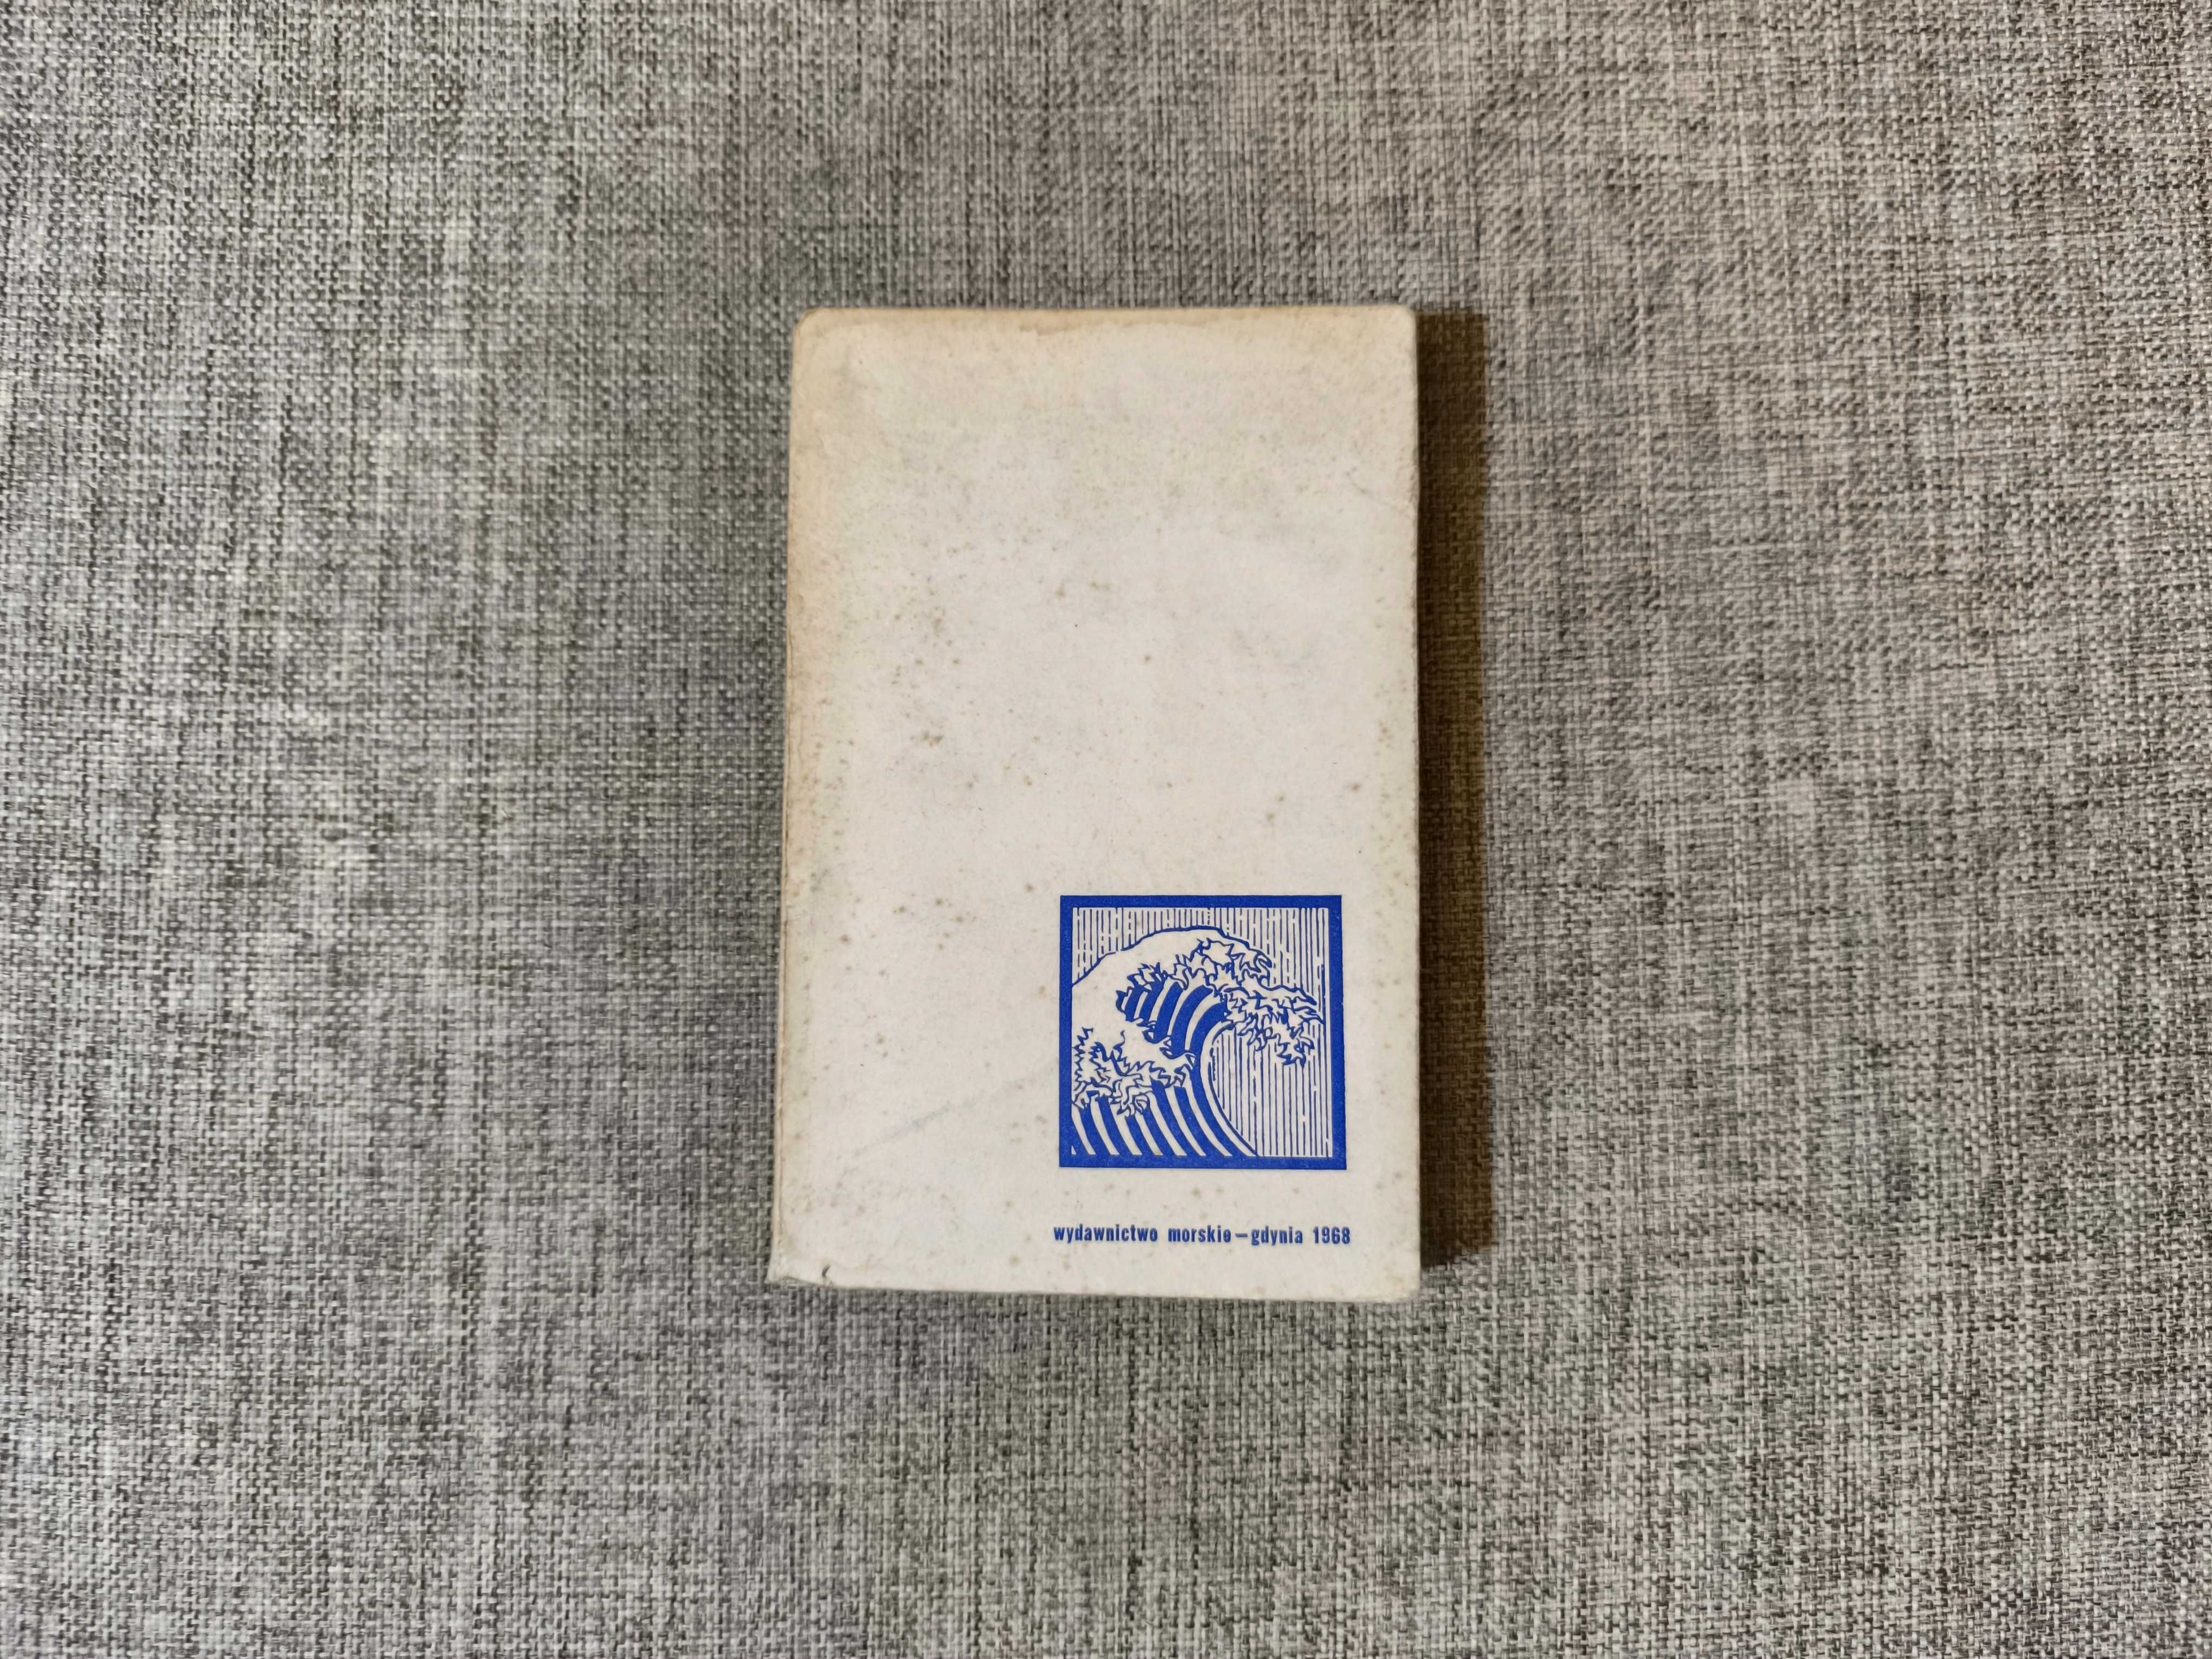 wydawnictwo morskie – gdynia 1968